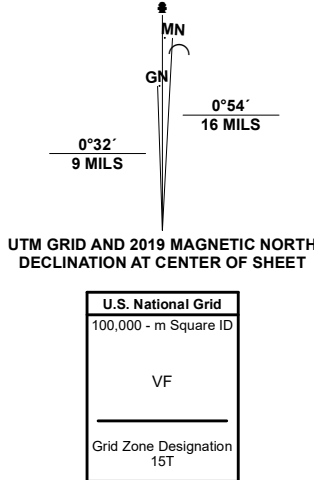 MN
GN
0°54´
16 MILS
0°32´
9 MILS
UTM GRID AND 2019 MAGNETIC NORTH
DECLINATION AT CENTER OF SHEET
U.S. National Grid
100,000 - m Square ID
VF
Grid Zone Designation
15T